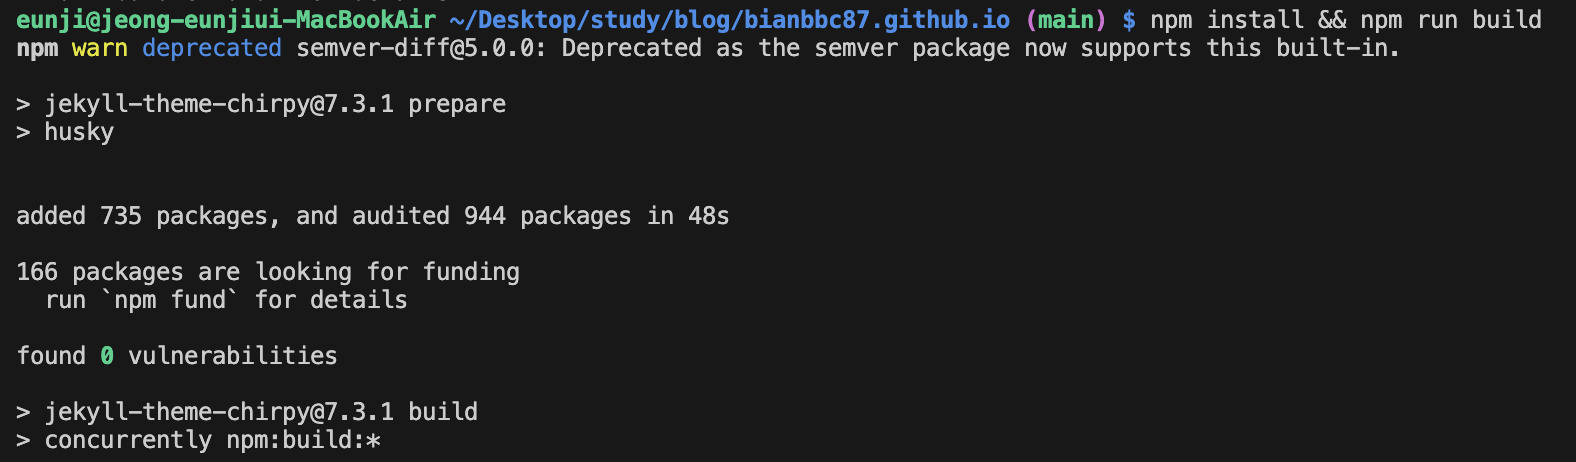 eunji@jeong-eunjiui-MacBookAir ~/Desktop/study/blog/bianbbc87.github.io (main) $ npm install && npm run build
npm warn deprecated semver-diff@5.0.0: Deprecated as the semver package now supports this built-in.
> jekyll-theme-chirpy@7.3.1 prepare
> husky
added 735 packages, and audited 944 packages in 48s
166 packages are looking for funding
  run `npm fund` for details
found 0 vulnerabilities
> jekyll-theme-chirpy@7.3.1 build
> concurrently npm:build:*